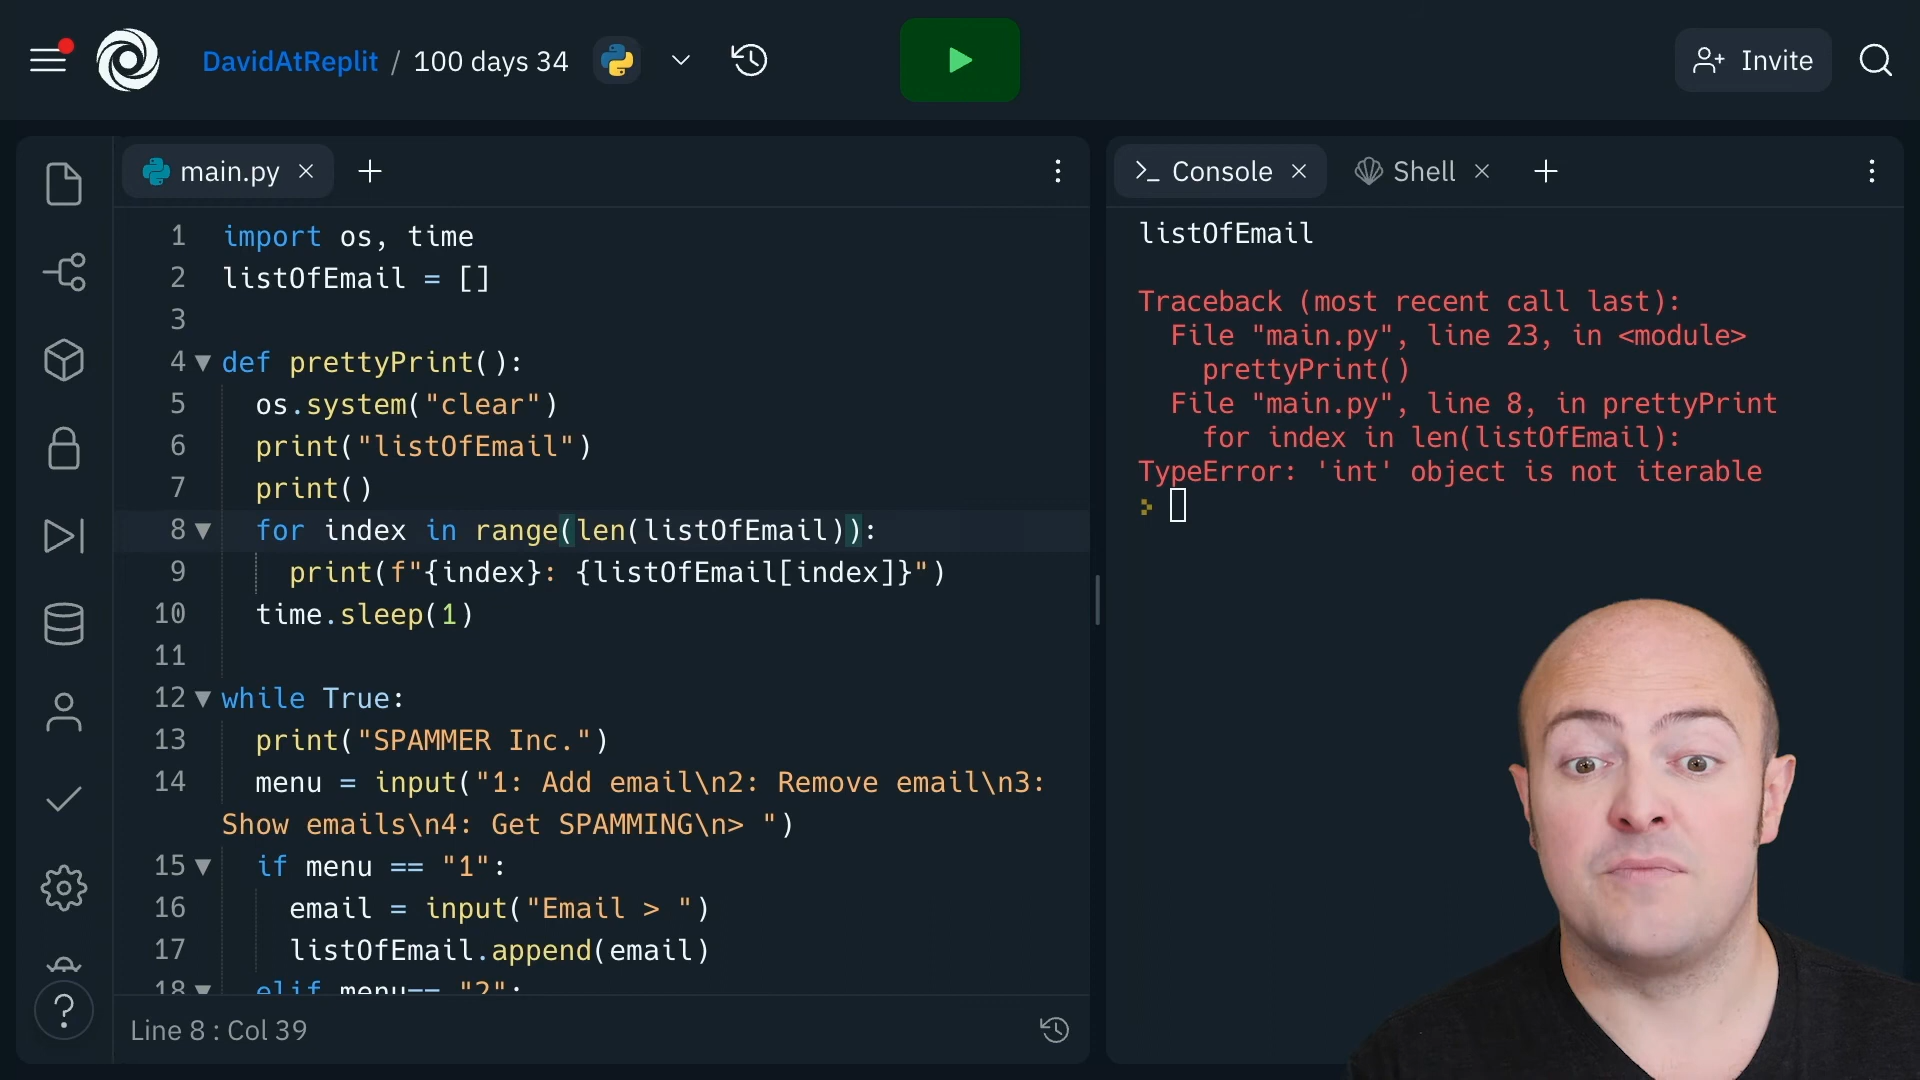 DavidAtReplit / 100 days 34
Invite
main.py
1 import os, time
2 listOfEmail = []
3
4 def prettyPrint():
5 os.system("clear")
6 print("listOfEmail")
7 print()
8 for index in range(len(listOfEmail)):
9 print(f"{index}: {listOfEmail[index]}")
10 time.sleep(1)
11
12 while True:
13 print("SPAMMER Inc.")
14 menu = input("1: Add email\n2: Remove email\n3:
Show emails\n4: Get SPAMMING\n> ")
15 if menu == "1":
16 email = input("Email > ")
17 listOfEmail.append(email)
18 elif menu== "2":
Line 8 : Col 39
Console
Shell
listOfEmail
Traceback (most recent call last):
File "main.py", line 23, in <module>
prettyPrint()
File "main.py", line 8, in prettyPrint
for index in len(listOfEmail):
TypeError: 'int' object is not iterable